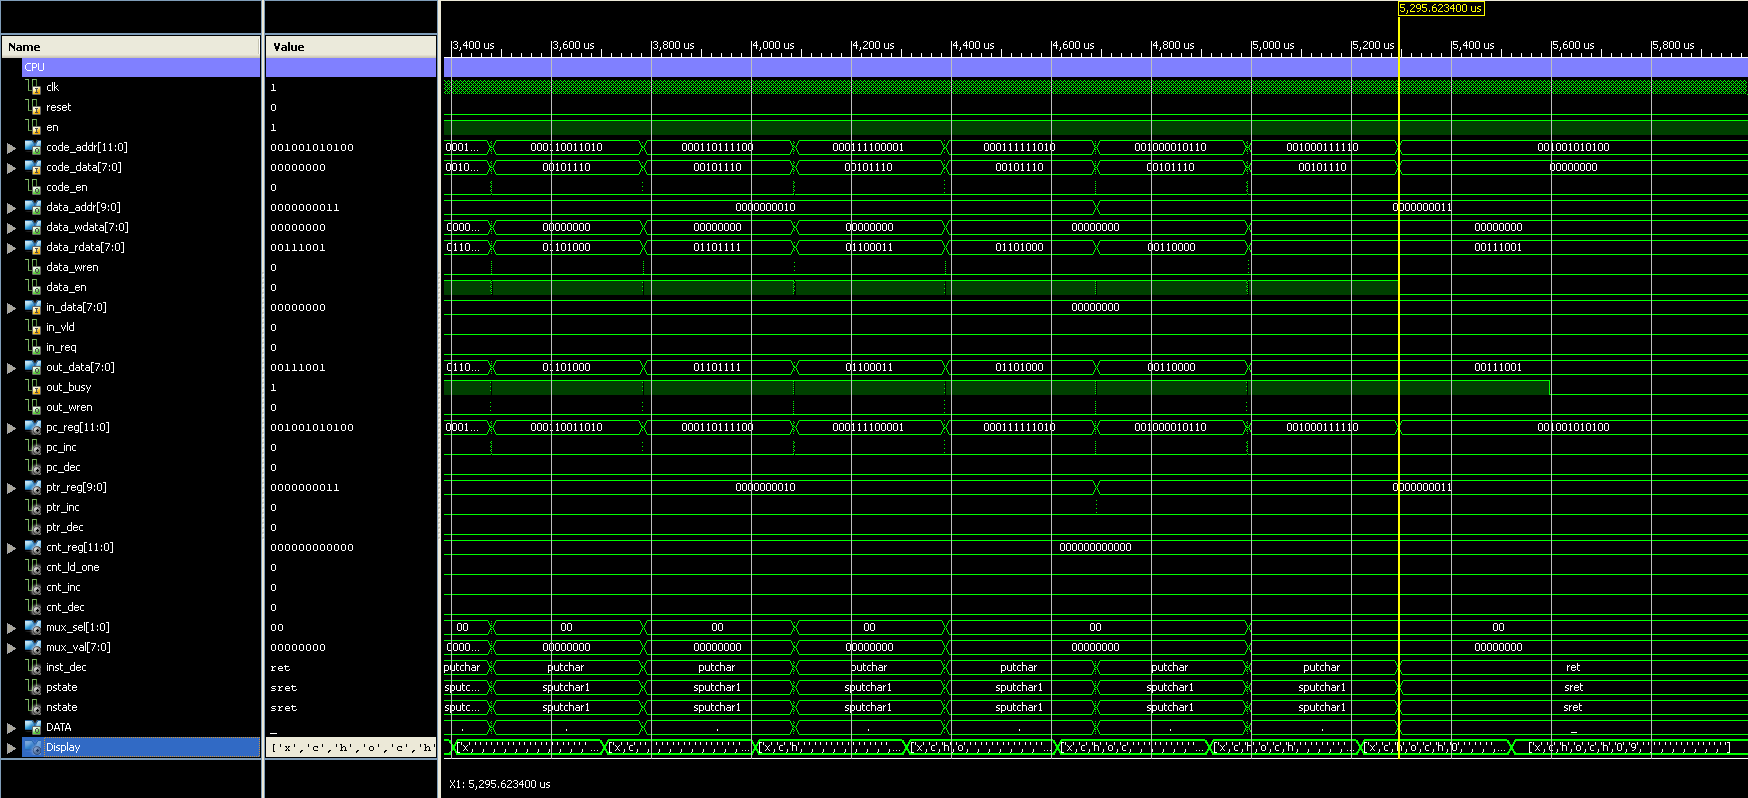 5,295.623400 us
Name Value 3,400 us 3,600 us 3,800 us 4,000 us 4,200 us 4,400 us 4,600 us 4,800 us 5,000 us 5,200 us 5,400 us 5,600 us 5,800 us
CPU
clk 1
reset 0
en 1
code_addr[11:0] 001001010100 0001... 000110011010 000110111100 000111100001 000111111010 001000010110 001000111110 001001010100
code_data[7:0] 00000000 0010... 00101110 00101110 00101110 00101110 00101110 00101110 00000000
code_en 0
data_addr[9:0] 0000000011 0000000010 0000000011
data_wdata[7:0] 00000000 0000... 00000000 00000000 00000000 00000000 00000000
data_rdata[7:0] 00111001 0110... 01101000 01101111 01100011 01101000 00110000 00111001
data_wren 0
data_en 0
in_data[7:0] 00000000 00000000
in_vld 0
in_req 0
out_data[7:0] 00111001 0110... 01101000 01101111 01100011 01101000 00110000 00111001
out_busy 1
out_wren 0
pc_reg[11:0] 001001010100 0001... 000110011010 000110111100 000111100001 000111111010 001000010110 001000111110 001001010100
pc_inc 0
pc_dec 0
ptr_reg[9:0] 0000000011 0000000010 0000000011
ptr_inc 0
ptr_dec 0
cnt_reg[11:0] 000000000000 000000000000
cnt_ld_one 0
cnt_inc 0
cnt_dec 0
mux_sel[1:0] 00 00 00 00 00 00 00
mux_val[7:0] 00000000 0000... 00000000 00000000 00000000 00000000 00000000
inst_dec ret putchar putchar putchar putchar putchar putchar putchar ret
pstate sret sputc... sputchar1 sputchar1 sputchar1 sputchar1 sputchar1 sputchar1 sret
nstate sret sputc... sputchar1 sputchar1 sputchar1 sputchar1 sputchar1 sputchar1 sret
DATA _ . . . . . . _
Display ['x','c','h','o','c','h'
X1: 5,295.623400 us